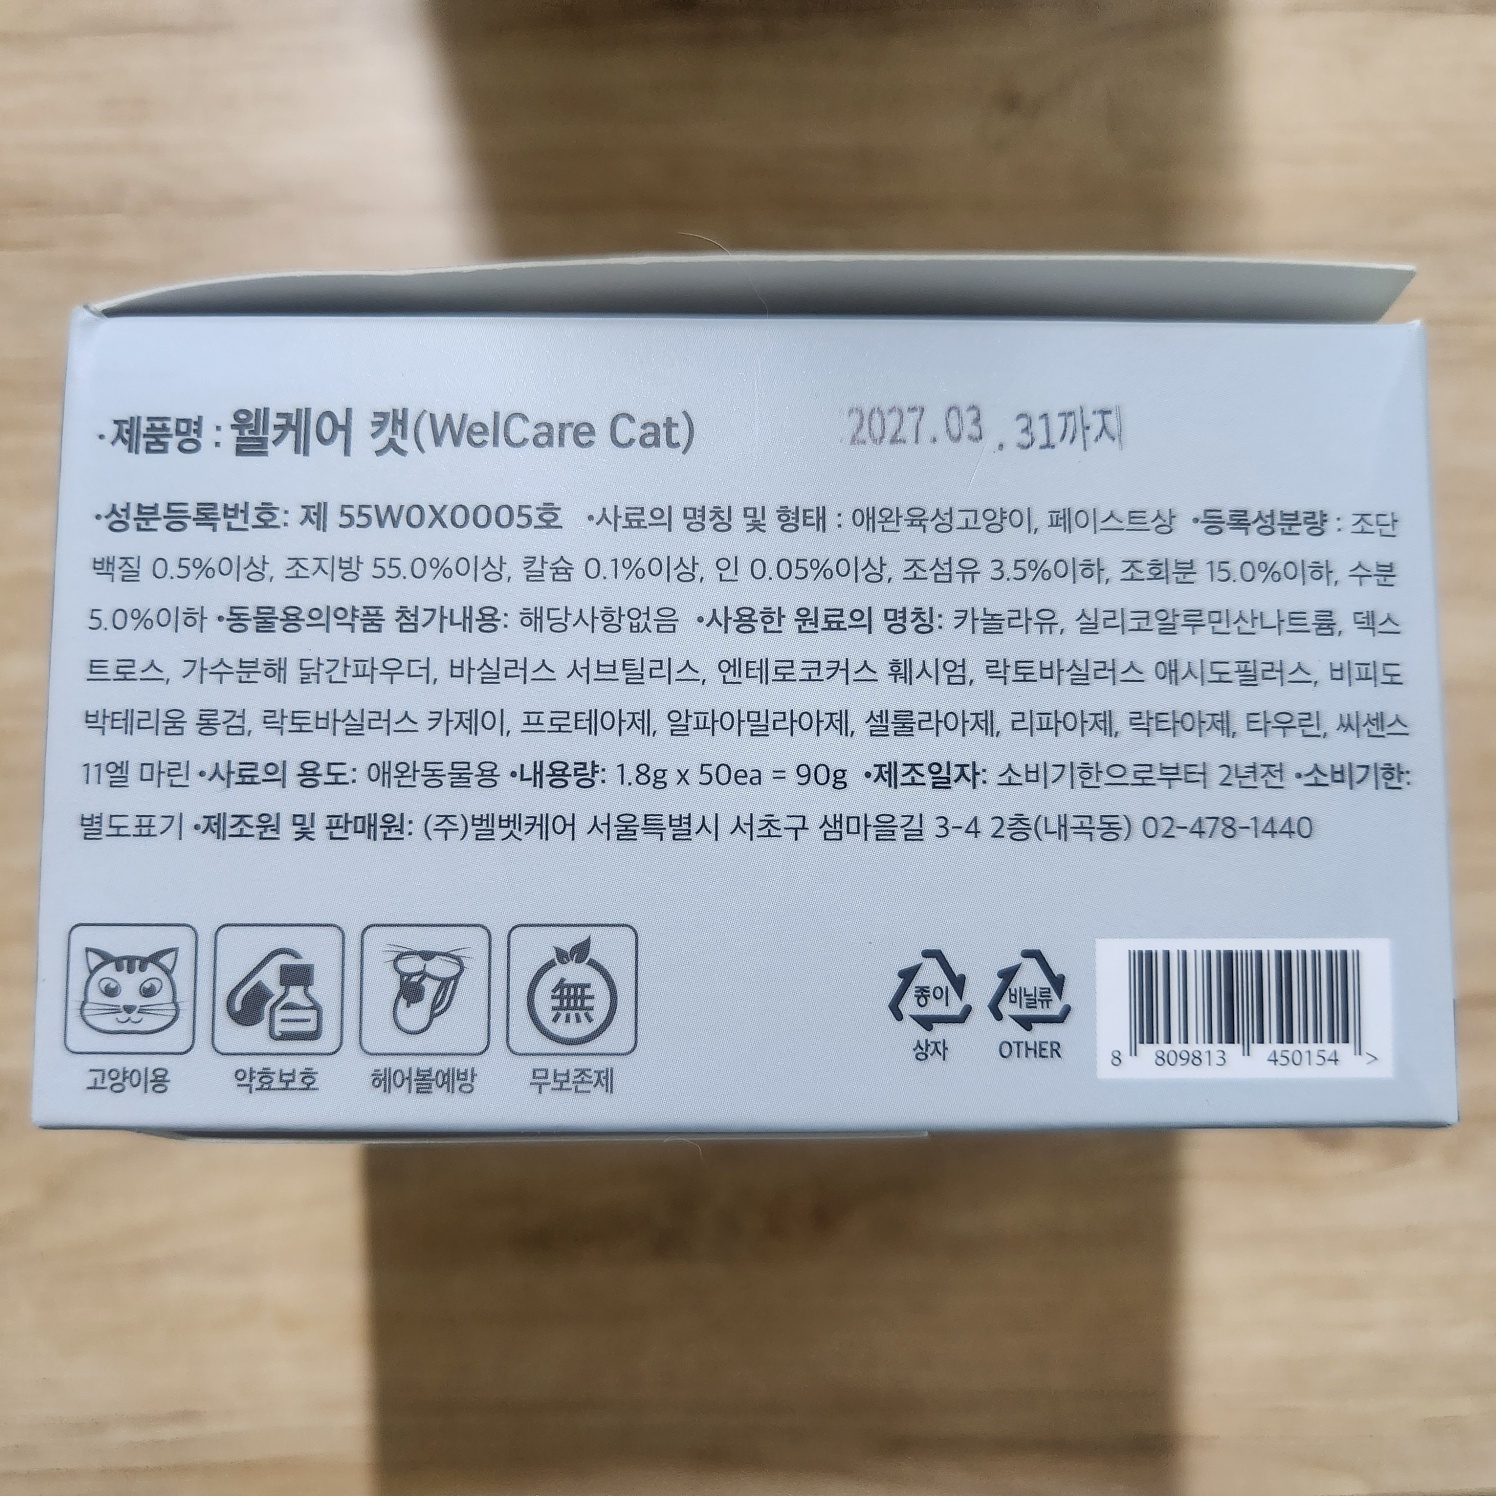 ·제품명 : 웰케어 캣(WelCare Cat) 2027.03.31까지
·성분등록번호: 제 55W0X0005호 ·사료의 명칭 및 형태 : 애완육성고양이, 페이스트상 ·등록성분량 : 조단
백질 0.5%이상, 조지방 55.0%이상, 칼슘 0.1%이상, 인 0.05%이상, 조섬유 3.5%이하, 조회분 15.0%이하, 수분
5.0%이하 ·동물용의약품 첨가내용: 해당사항없음 ·사용한 원료의 명칭: 카놀라유, 실리코알루민산나트륨, 덱스
트로스, 가수분해 닭간파우더, 바실러스 서브틸리스, 엔테로코커스 훼시엄, 락토바실러스 애시도필러스, 비피도
박테리움 롱검, 락토바실러스 카제이, 프로테아제, 알파아밀라아제, 셀룰라아제, 리파아제, 락타아제, 타우린, 씨센스
11엘 마린 ·사료의 용도: 애완동물용 ·내용량: 1.8g x 50ea = 90g ·제조일자: 소비기한으로부터 2년전 ·소비기한:
별도표기 ·제조원 및 판매원: (주)벨벳케어 서울특별시 서초구 샘마을길 3-4 2층(내곡동) 02-478-1440
無
종이 비닐류
상자 OTHER
8 809813 450154 >
고양이용 약효보호 헤어볼예방 무보존제